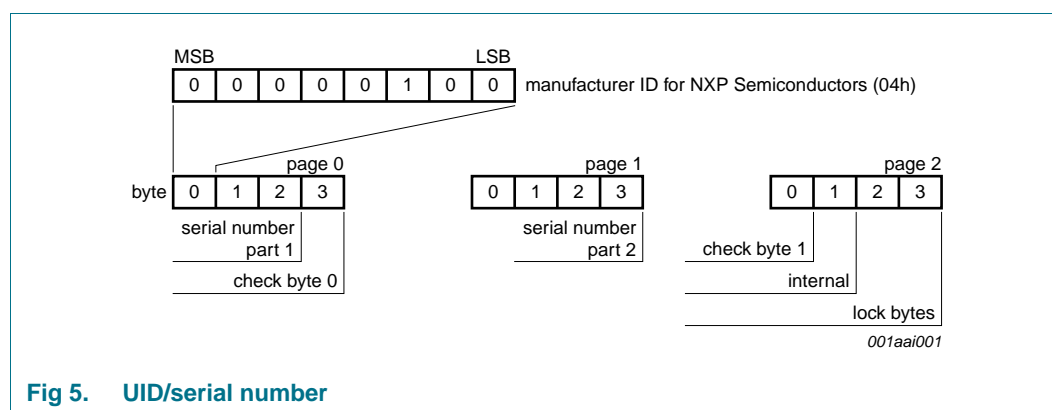 MSB LSB
0 0 0 0 0 1 0 0 manufacturer ID for NXP Semiconductors (04h)
page 0 page 1 page 2
byte 0 1 2 3 0 1 2 3 0 1 2 3
serial number
part 1
serial number
part 2
check byte 1
check byte 0
internal
lock bytes
001aai001
Fig 5. UID/serial number